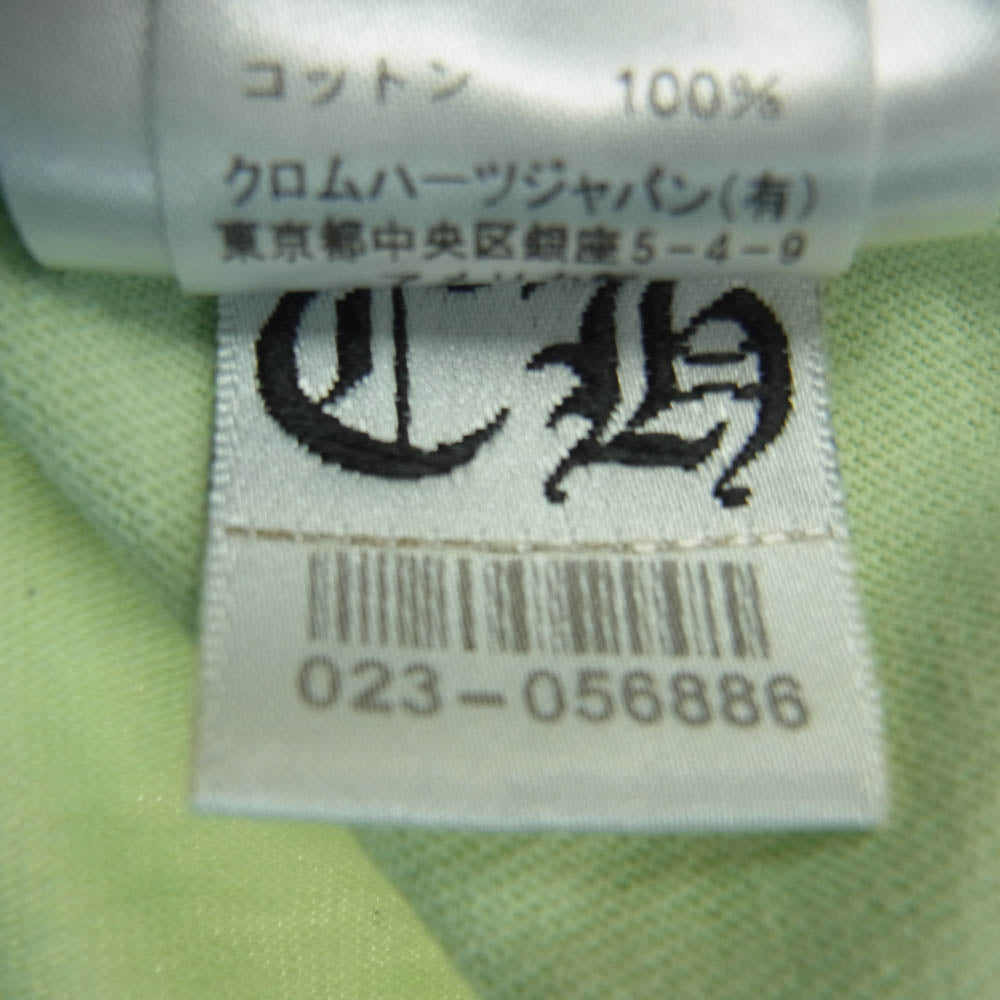 コットン 100%
クロムハーツジャパン(有)
東京都中央区銀座5-4-9
CH
023-056886